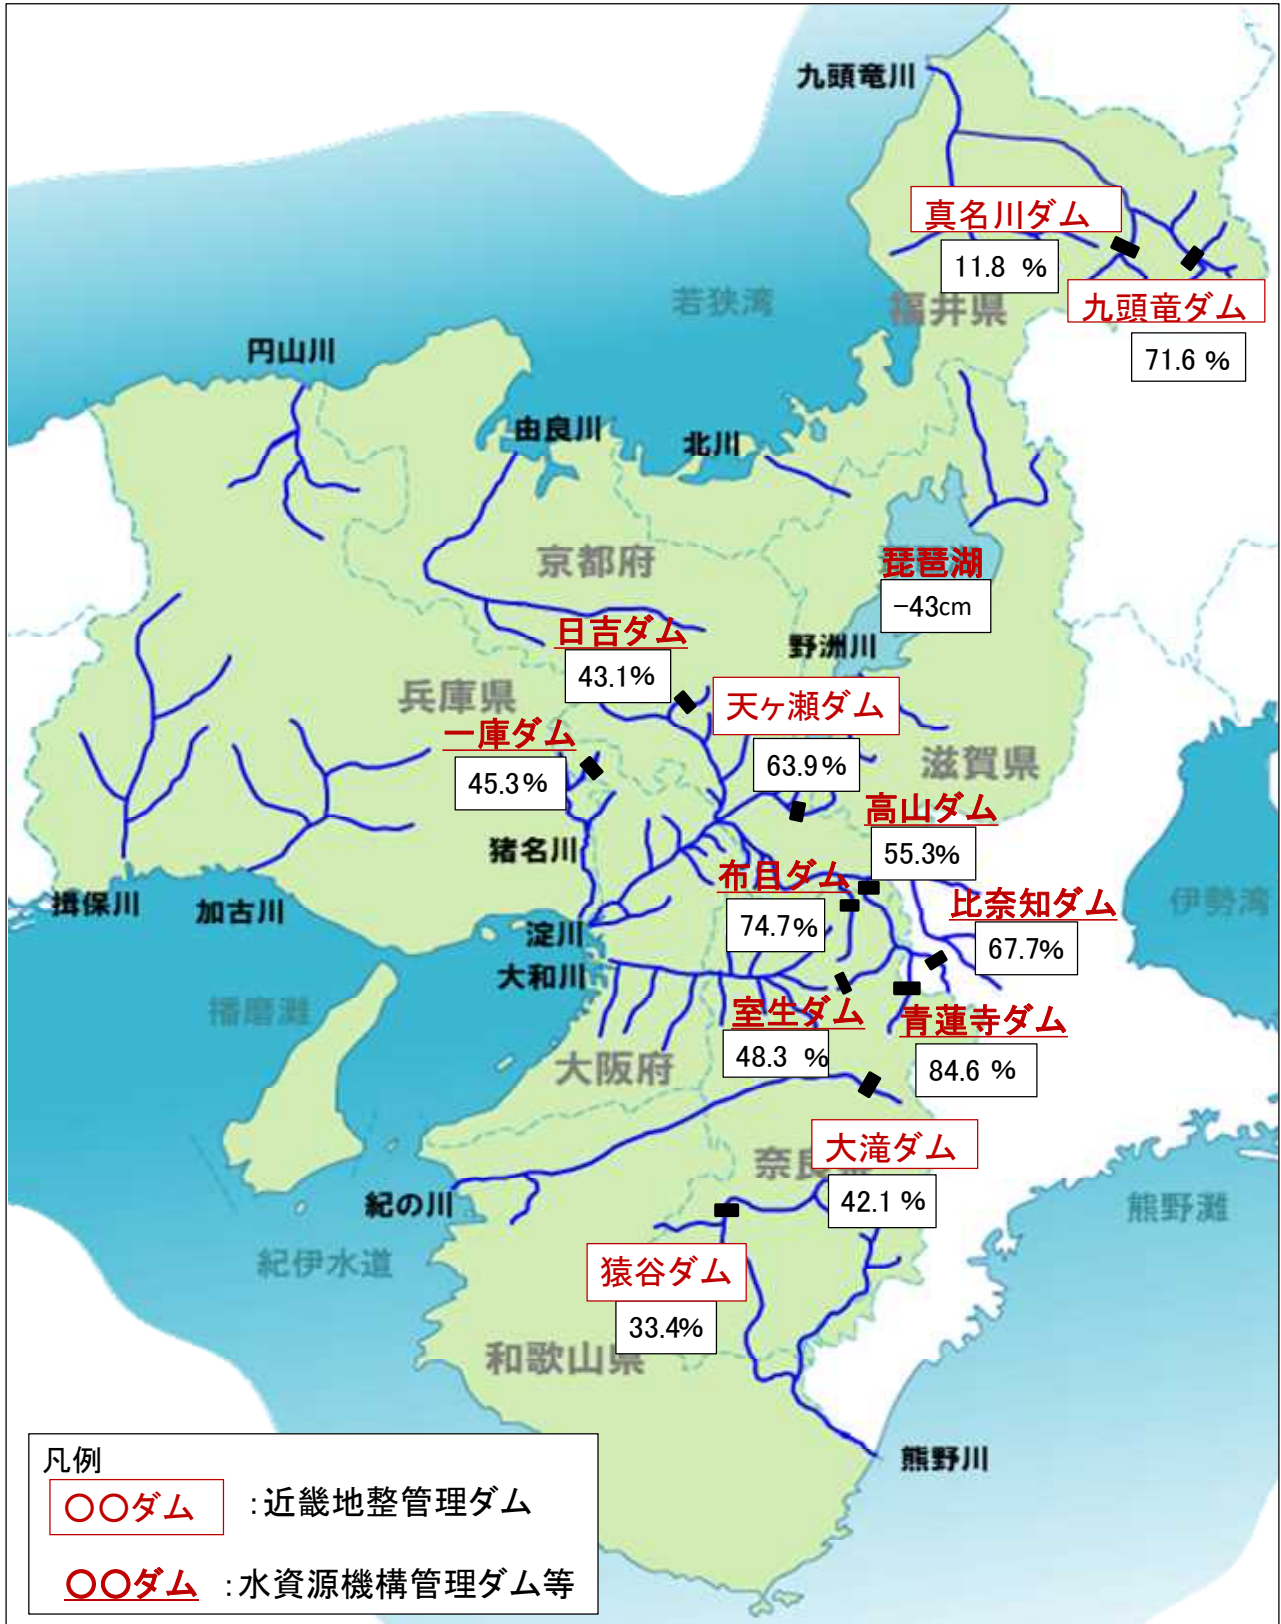 九頭竜川
真名川ダム
11.8 %
若狭湾
福井県
九頭竜ダム
71.6 %
円山川
由良川
北川
京都府
琵琶湖
-43cm
日吉ダム
43.1%
野洲川
兵庫県
天ヶ瀬ダム
63.9%
一庫ダム
45.3%
滋賀県
高山ダム
55.3%
猪名川
布目ダム
74.7%
比奈知ダム
67.7%
揖保川
加古川
伊勢湾
淀川
大和川
播磨灘
室生ダム
48.3 %
青蓮寺ダム
84.6 %
大阪府
大滝ダム
42.1 %
奈良
紀の川
熊野灘
紀伊水道
猿谷ダム
33.4%
和歌山県
熊野川
凡例
〇〇ダム :近畿地整管理ダム
〇〇ダム :水資源機構管理ダム等